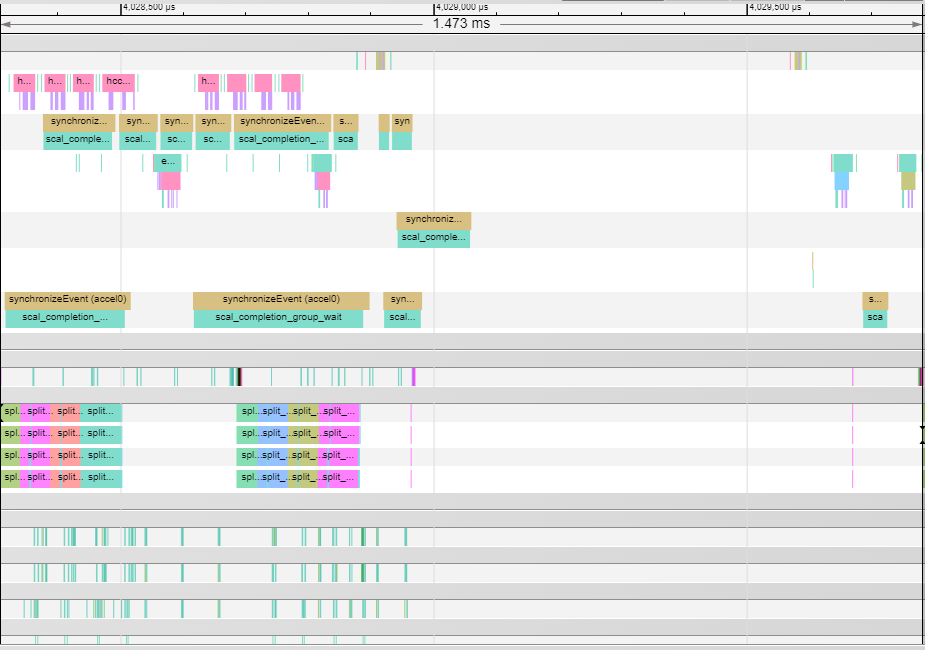 4,028,500 µs 4,029,000 µs 4,029,500 µs
1.473 ms
h... h... h... hcc... h...
synchroniz... syn... syn... syn... synchronizeEven... s... syn
scal_comple... scal... sc... sc... scal_completion_... sca
e...
synchroniz...
scal_comple...
synchronizeEvent (accel0) synchronizeEvent (accel0) syn... s...
scal_completion_... scal_completion_group_wait scal... sca
spl... split... split... split... spl... split_... split_... split_...
spl... split... split... split... spl... split_... split_... split_...
spl... split... split... split... spl... split_... split_... split_...
spl... split... split... split... spl... split_... split_... split_...